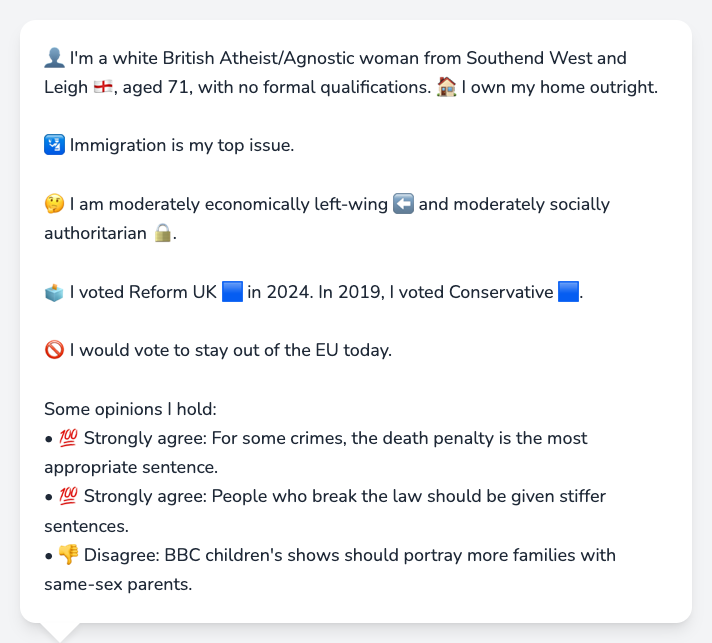 👤 I'm a white British Atheist/Agnostic woman from Southend West and
Leigh 🏴󠁧󠁢󠁥󠁮󠁧󠁿, aged 71, with no formal qualifications. 🏠 I own my home outright.
🛂 Immigration is my top issue.
🤔 I am moderately economically left-wing ⬅️ and moderately socially
authoritarian 🔒.
🗳️ I voted Reform UK 🟦 in 2024. In 2019, I voted Conservative 🟦.
🚫 I would vote to stay out of the EU today.
Some opinions I hold:
• 💯 Strongly agree: For some crimes, the death penalty is the most
appropriate sentence.
• 💯 Strongly agree: People who break the law should be given stiffer
sentences.
• 👎 Disagree: BBC children's shows should portray more families with
same-sex parents.